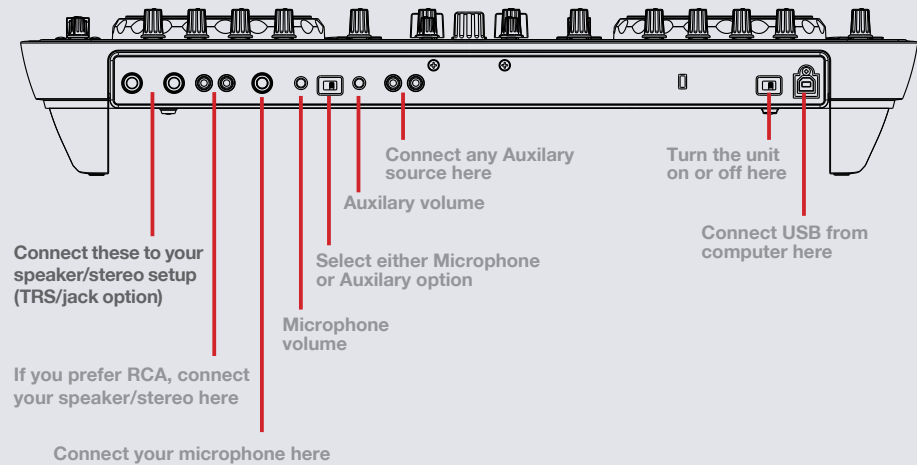 Connect any Auxilary
source here
Turn the unit
on or off here
Auxilary volume
Connect USB from
computer here
Connect these to your
speaker/stereo setup
(TRS/jack option)
Select either Microphone
or Auxilary option
Microphone
volume
If you prefer RCA, connect
your speaker/stereo here
Connect your microphone here